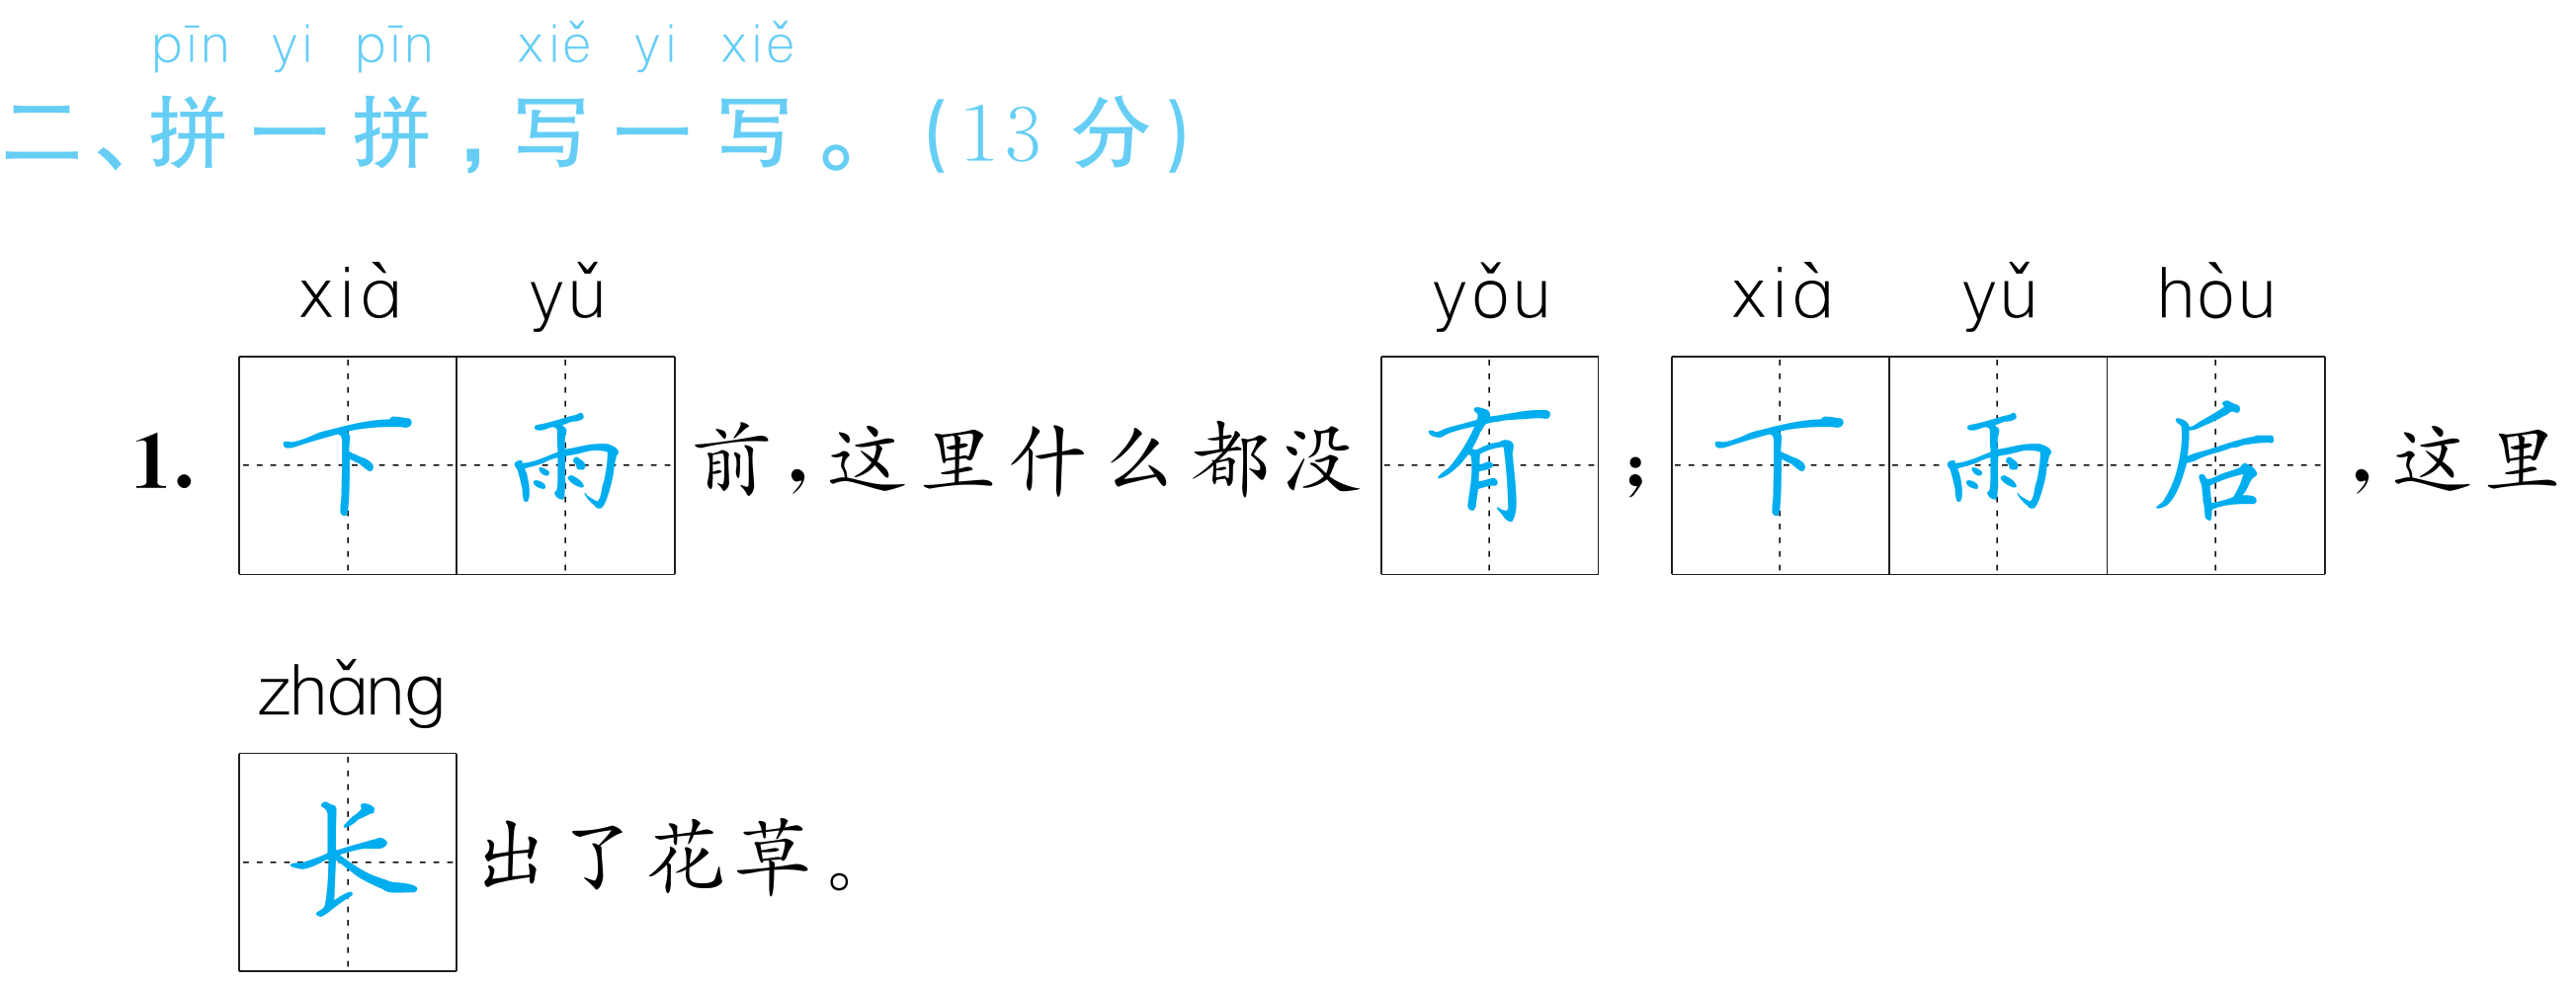 pīn yi pīn xiě yi xiě
二、拼一拼，写一写。(13 分)
xià yǔ yǒu xià yǔ hòu
1. 下雨前，这里什么都没有；下雨后，这里
zhǎng
长出了花草。